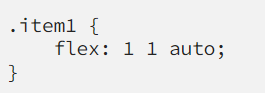 .item1 {
    flex: 1 1 auto;
}